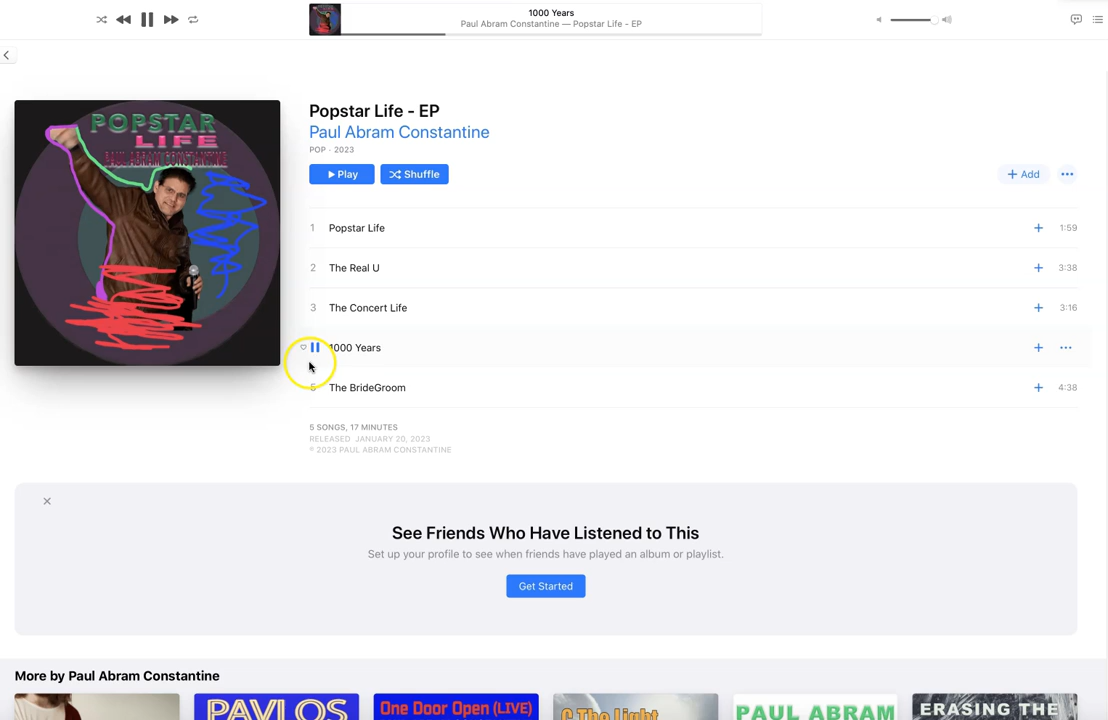 1000 Years
Paul Abram Constantine — Popstar Life - EP
POPSTAR
LIFE
PAUL ABRAM CONSTANTINE
Popstar Life - EP
Paul Abram Constantine
POP · 2023
Play
Shuffle
+ Add
1 Popstar Life + 1:59
2 The Real U + 3:38
3 The Concert Life + 3:16
1000 Years +
5 The BrideGroom + 4:38
5 SONGS, 17 MINUTES
RELEASED JANUARY 20, 2023
℗ 2023 PAUL ABRAM CONSTANTINE
See Friends Who Have Listened to This
Set up your profile to see when friends have played an album or playlist.
Get Started
More by Paul Abram Constantine
PAVLOS
One Door Open (LIVE)
C The Light
PAUL ABRAM
ERASING THE